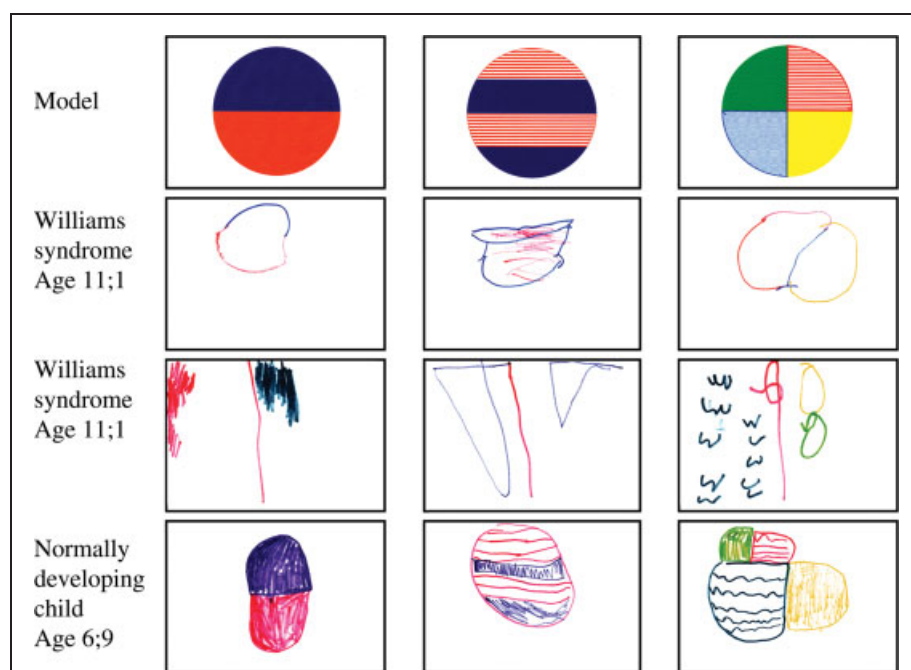 Model
Williams
syndrome
Age 11;1
Williams
syndrome
Age 11;1
Normally
developing
child
Age 6;9